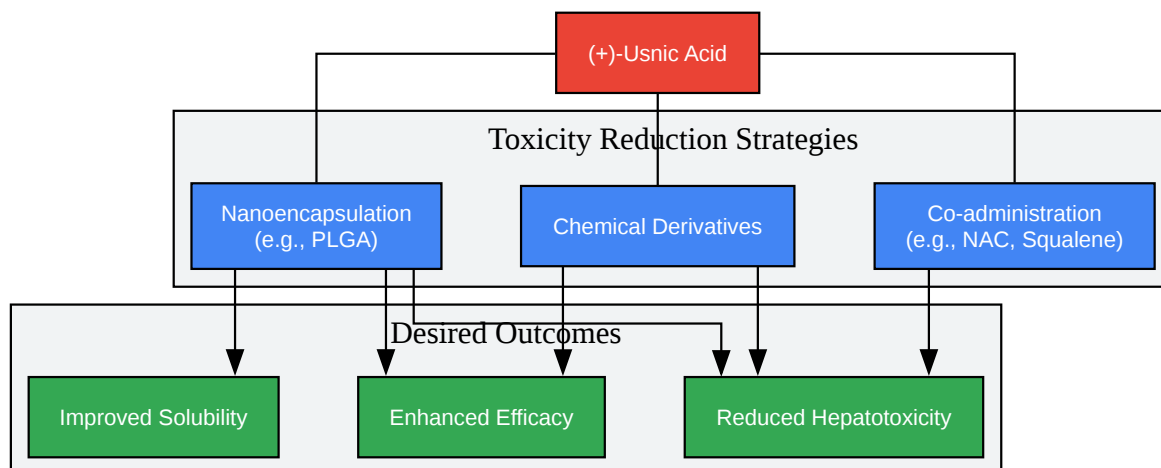 (+)-Usnic Acid
Toxicity Reduction Strategies
Nanoencapsulation
(e.g., PLGA)
Chemical Derivatives
Co-administration
(e.g., NAC, Squalene)
Desired Outcomes
Improved Solubility
Enhanced Efficacy
Reduced Hepatotoxicity